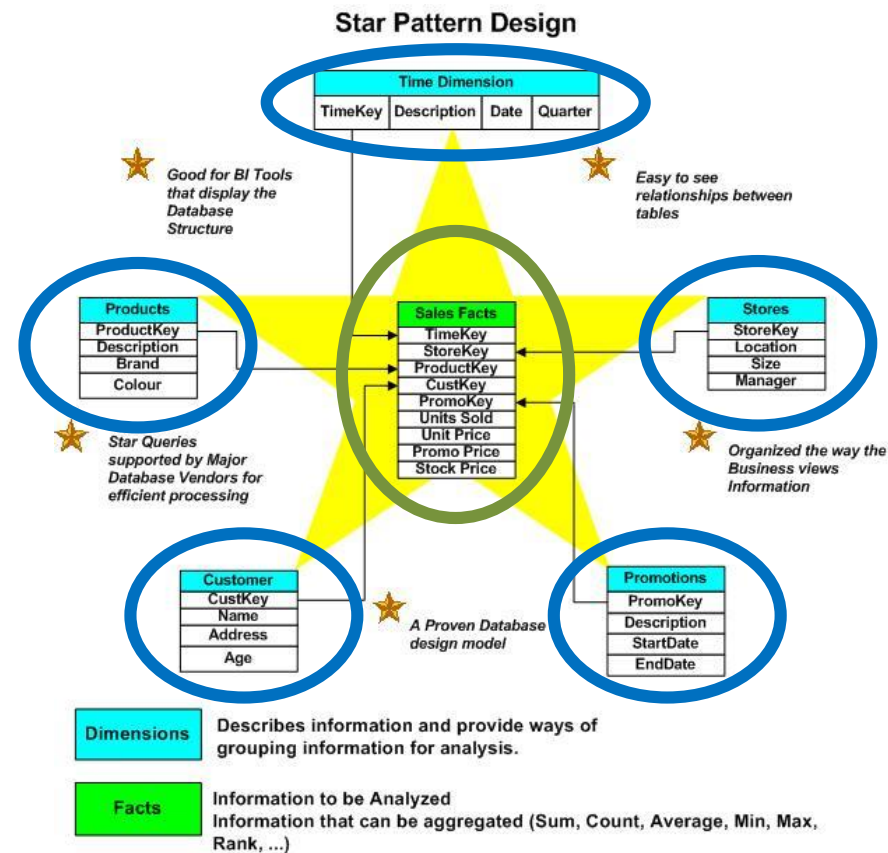 Star Pattern Design
Time Dimension
TimeKey Description Date Quarter
Good for BI Tools
that display the
Database
Structure
Easy to see
relationships between
tables
Products
ProductKey
Description
Brand
Colour
Sales Facts
TimeKey
StoreKey
ProductKey
CustKey
PromoKey
Units Sold
Unit Price
Promo Price
Stock Price
Stores
StoreKey
Location
Size
Manager
Star Queries
supported by Major
Database Vendors for
efficient processing
Organized the way the
Business views
Information
Customer
CustKey
Name
Address
Age
A Proven Database
design model
Promotions
PromoKey
Description
StartDate
EndDate
Dimensions
Describes information and provide ways of
grouping information for analysis.
Facts
Information to be Analyzed
Information that can be aggregated (Sum, Count, Average, Min, Max,
Rank, ...)